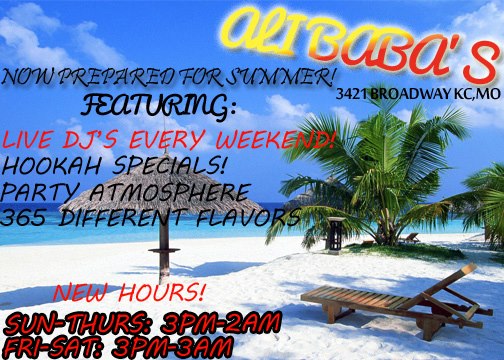 ALI BABA'S
3421 BROADWAY KC,MO
NOW PREPARED FOR SUMMER!
FEATURING:
LIVE DJ'S EVERY WEEKEND!
HOOKAH SPECIALS!
PARTY ATMOSPHERE
365 DIFFERENT FLAVORS
NEW HOURS!
SUN-THURS: 3PM-2AM
FRI-SAT: 3PM-3AM